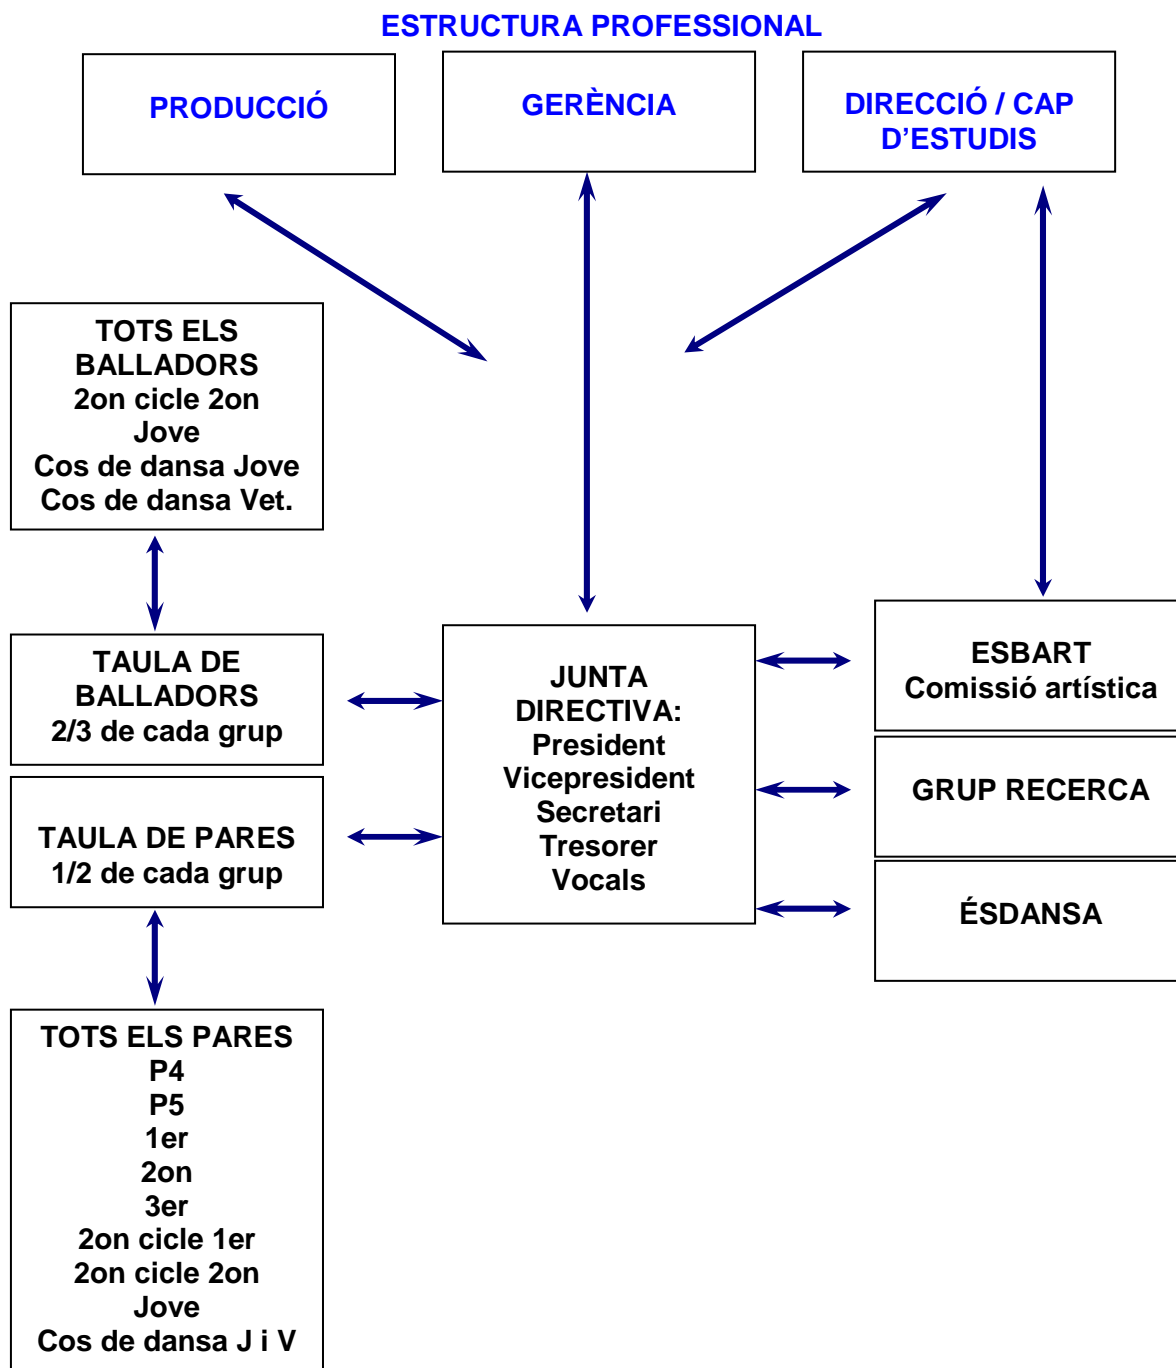 ESTRUCTURA PROFESSIONAL
PRODUCCIÓ
GERÈNCIA
DIRECCIÓ / CAP
D’ESTUDIS
TOTS ELS
BALLADORS
2on cicle 2on
Jove
Cos de dansa Jove
Cos de dansa Vet.
TAULA DE
BALLADORS
2/3 de cada grup
TAULA DE PARES
1/2 de cada grup
JUNTA
DIRECTIVA:
President
Vicepresident
Secretari
Tresorer
Vocals
ESBART
Comissió artística
GRUP RECERCA
ÉSDANSA
TOTS ELS PARES
P4
P5
1er
2on
3er
2on cicle 1er
2on cicle 2on
Jove
Cos de dansa J i V